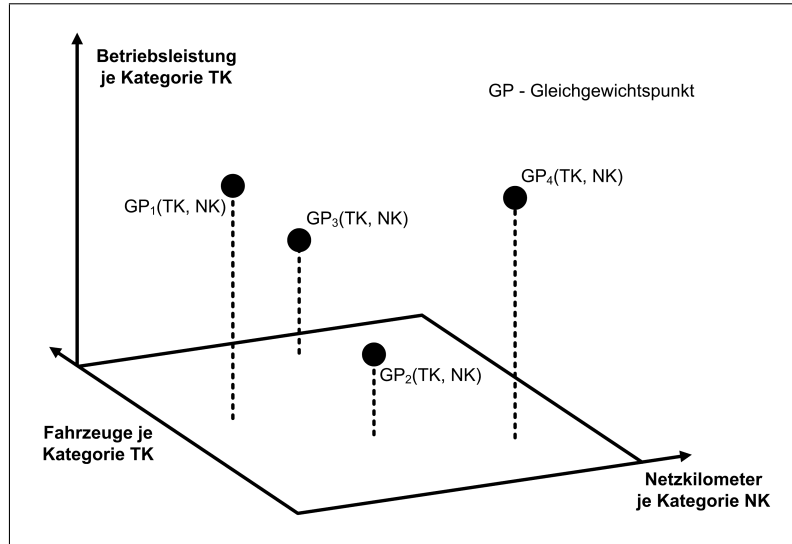 Betriebsleistung
je Kategorie TK
GP - Gleichgewichtspunkt
GP₁(TK, NK)
GP₃(TK, NK)
GP₄(TK, NK)
GP₂(TK, NK)
Fahrzeuge je
Kategorie TK
Netzkilometer
je Kategorie NK